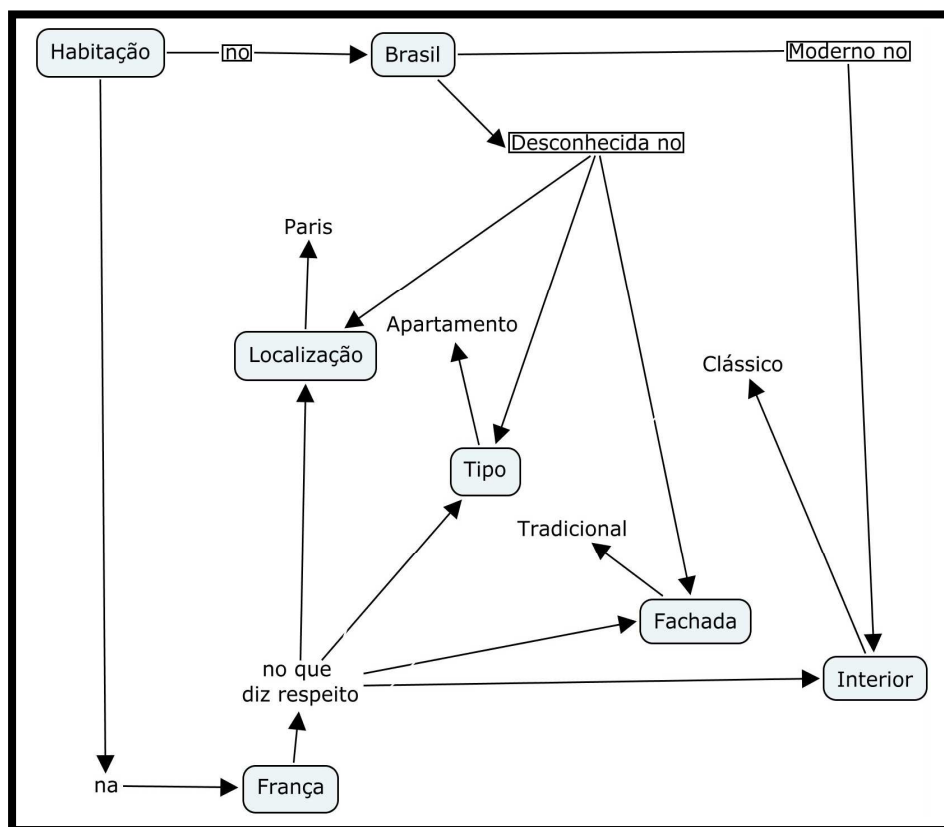 Habitação
no
Brasil
Moderno no
Desconhecida no
Paris
Apartamento
Localização
Clássico
Tipo
Tradicional
Fachada
no que
diz respeito
Interior
na
França